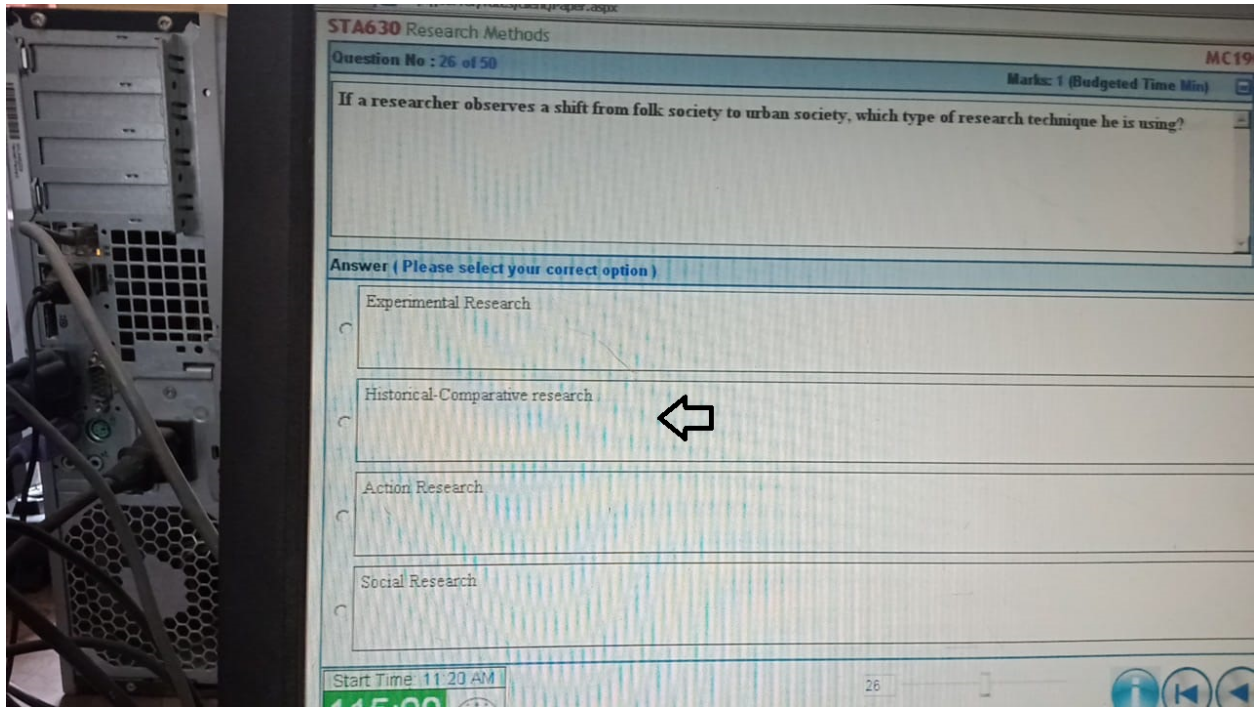 STA630 Research Methods
MC19
Question No : 26 of 50
Marks: 1 (Budgeted Time Min)
If a researcher observes a shift from folk society to urban society, which type of research technique he is using?
Answer ( Please select your correct option )
Experimental Research
Historical-Comparative research
Action Research
Social Research
Start Time: 11:20 AM
26